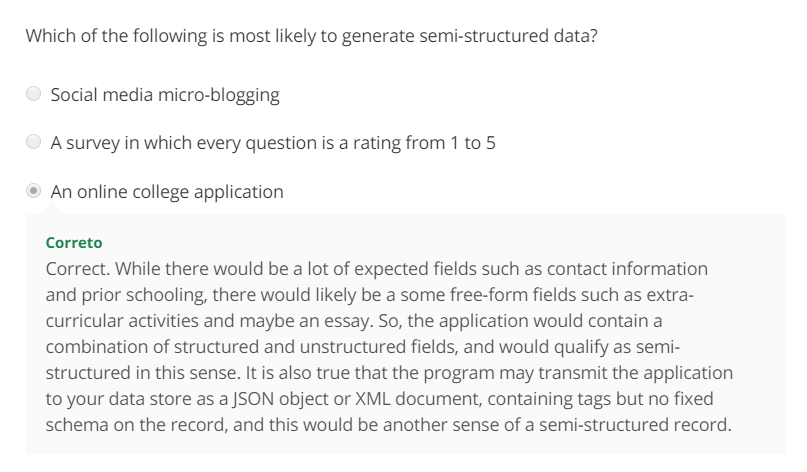 Which of the following is most likely to generate semi-structured data?
Social media micro-blogging
A survey in which every question is a rating from 1 to 5
An online college application
Correto
Correct. While there would be a lot of expected fields such as contact information
and prior schooling, there would likely be a some free-form fields such as extra-
curricular activities and maybe an essay. So, the application would contain a
combination of structured and unstructured fields, and would qualify as semi-
structured in this sense. It is also true that the program may transmit the application
to your data store as a JSON object or XML document, containing tags but no fixed
schema on the record, and this would be another sense of a semi-structured record.